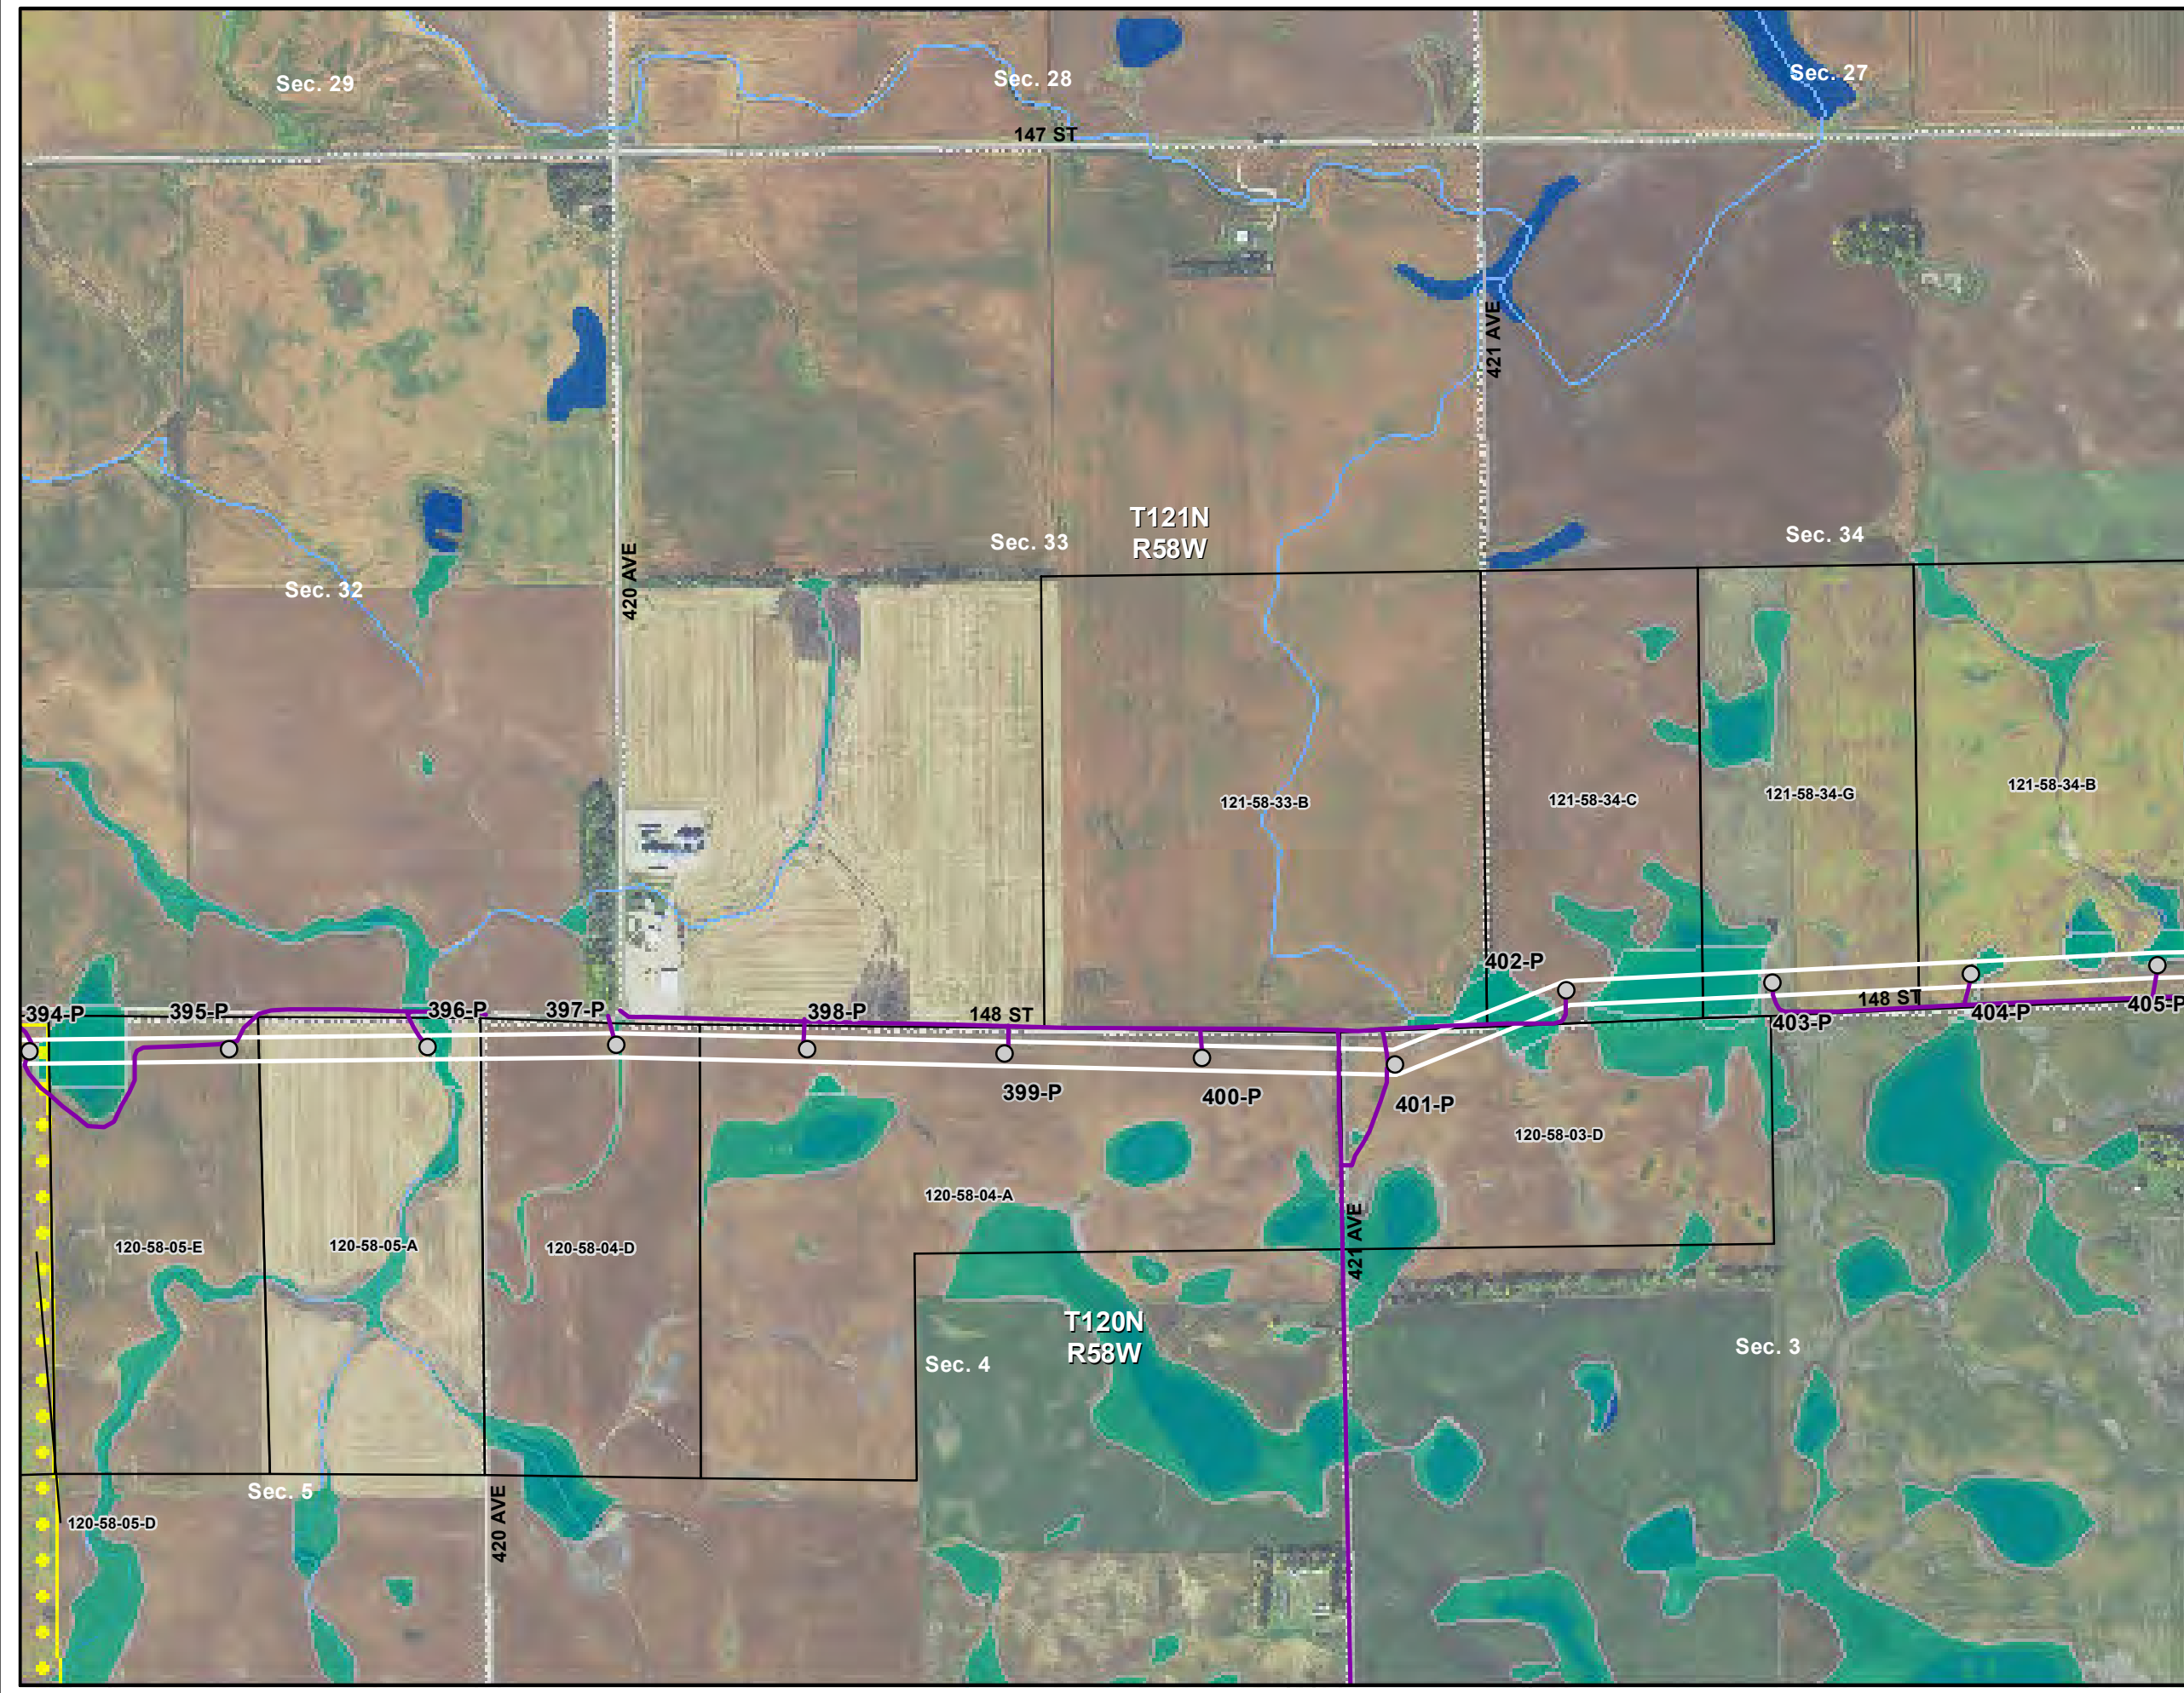 Sec. 29
Sec. 28
Sec. 27
147 ST
421 AVE
T121N
R58W
Sec. 33
Sec. 34
420 AVE
Sec. 32
121-58-33-B
121-58-34-C
121-58-34-G
121-58-34-B
402-P
394-P
395-P
396-P
397-P
398-P
148 ST
148 ST
403-P
404-P
405-P
399-P
400-P
401-P
120-58-03-D
120-58-04-A
120-58-05-E
120-58-05-A
120-58-04-D
421 AVE
T120N
R58W
Sec. 4
Sec. 3
Sec. 5
420 AVE
120-58-05-D